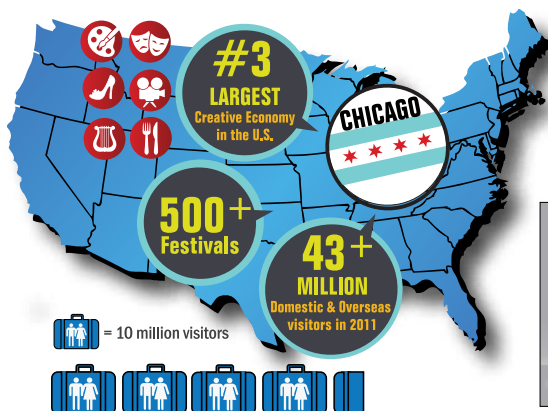 #3
LARGEST
Creative Economy
in the U.S.
CHICAGO
500+
Festivals
43+
MILLION
Domestic & Overseas
visitors in 2011
= 10 million visitors